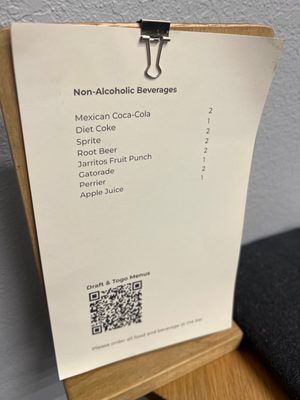 Non-Alcoholic Beverages
Mexican Coca-Cola 2
Diet Coke 1
Sprite 2
Root Beer 2
Jarritos Fruit Punch 2
Gatorade 1
Perrier 2
Apple Juice 1
Draft & Togo Menus
Please order all food and beverage at the bar